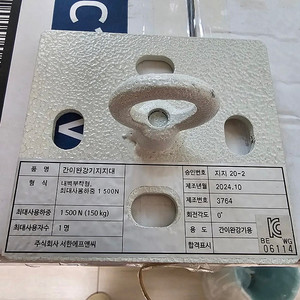 품 명 간이완강기지지대 승인번호 지지 20-2
형 식 내벽부착형, 최대사용하중 1 500N 제조년월 2024.10
제조번호 3764
최대사용하중 1 500 N (150 kg) 회전각도 0˚
최대사용자수 1 명 용 도 간이완강기용
주식회사 서한에프앤씨 합격표시
KC
BE WG
06114